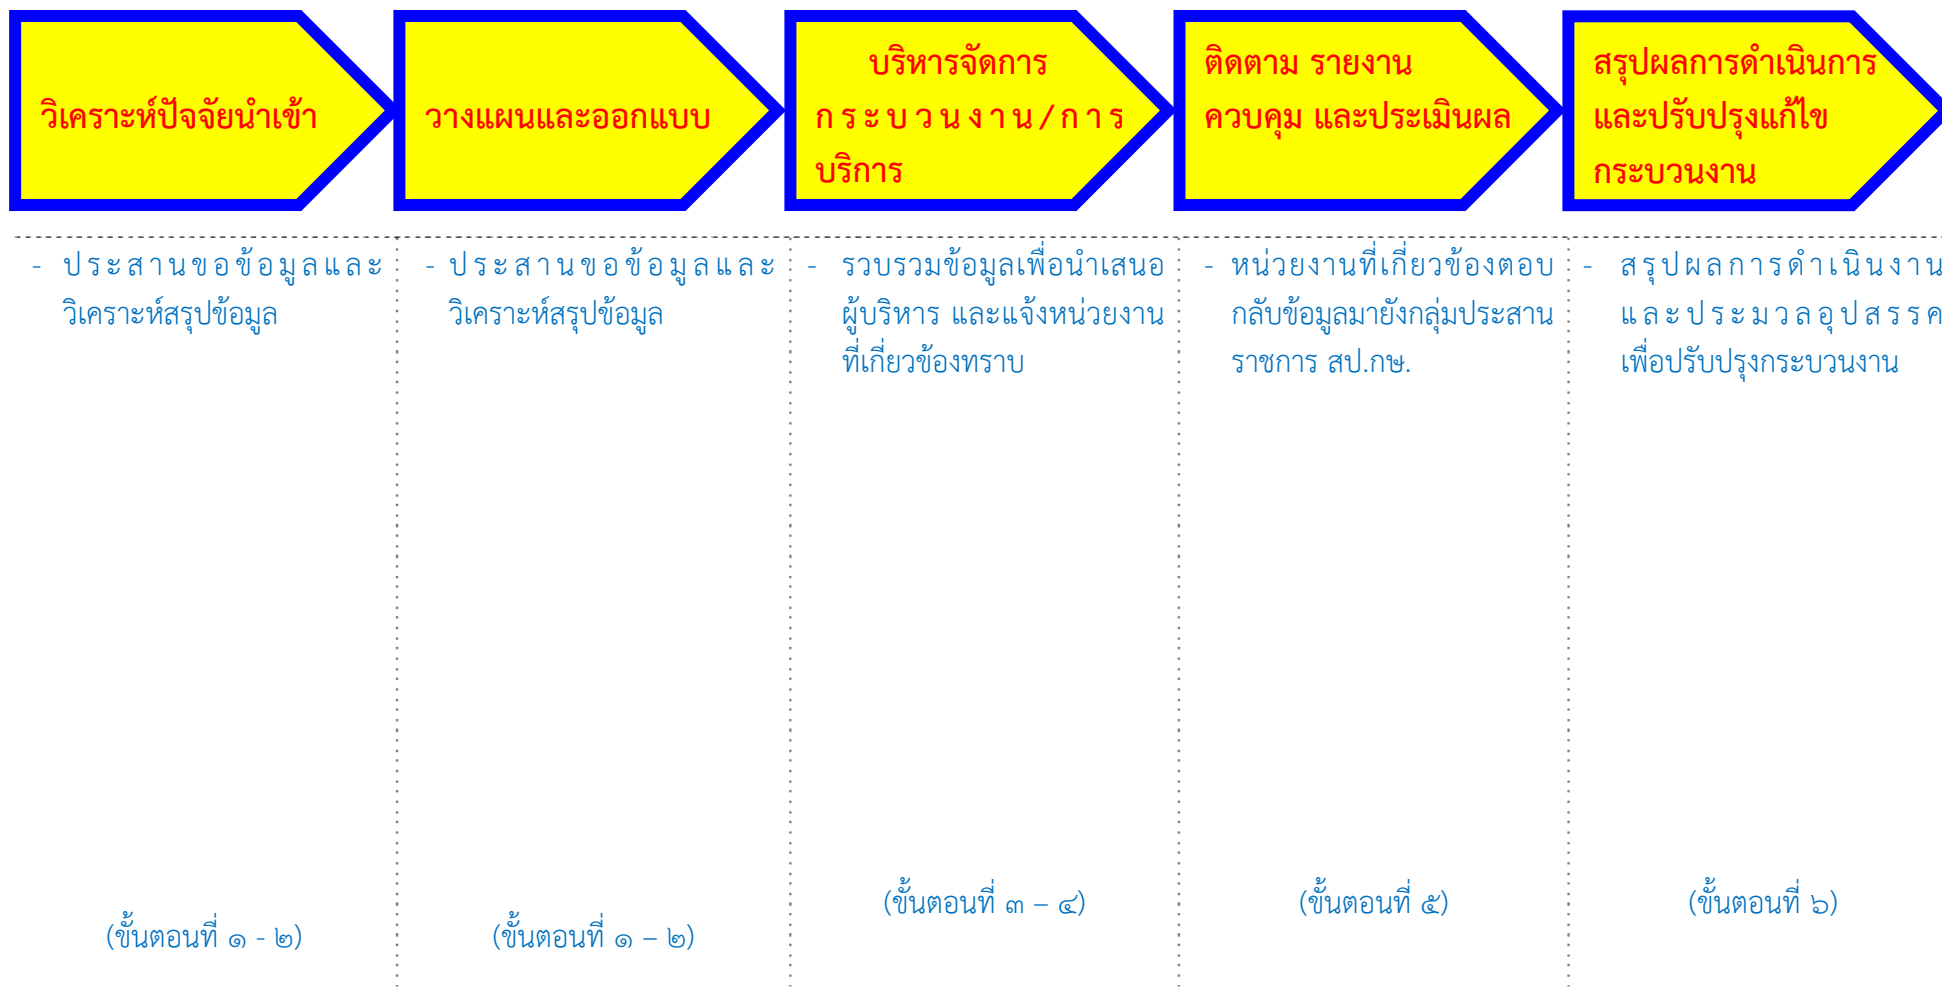 วิเคราะห์ปัจจัยนำเข้า
วางแผนและออกแบบ
บริหารจัดการ
กระบวนงาน/การ
บริการ
ติดตาม รายงาน
ควบคุม และประเมินผล
สรุปผลการดำเนินการ
และปรับปรุงแก้ไข
กระบวนงาน
- ประสานขอข้อมูลและ
วิเคราะห์สรุปข้อมูล
(ขั้นตอนที่ ๑ - ๒)
- ประสานขอข้อมูลและ
วิเคราะห์สรุปข้อมูล
(ขั้นตอนที่ ๑ – ๒)
- รวบรวมข้อมูลเพื่อนำเสนอ
ผู้บริหาร และแจ้งหน่วยงาน
ที่เกี่ยวข้องทราบ
(ขั้นตอนที่ ๓ – ๔)
- หน่วยงานที่เกี่ยวข้องตอบ
กลับข้อมูลมายังกลุ่มประสาน
ราชการ สป.กษ.
(ขั้นตอนที่ ๕)
- สรุปผลการดำเนินงาน
และประมวลอุปสรรค
เพื่อปรับปรุงกระบวนงาน
(ขั้นตอนที่ ๖)